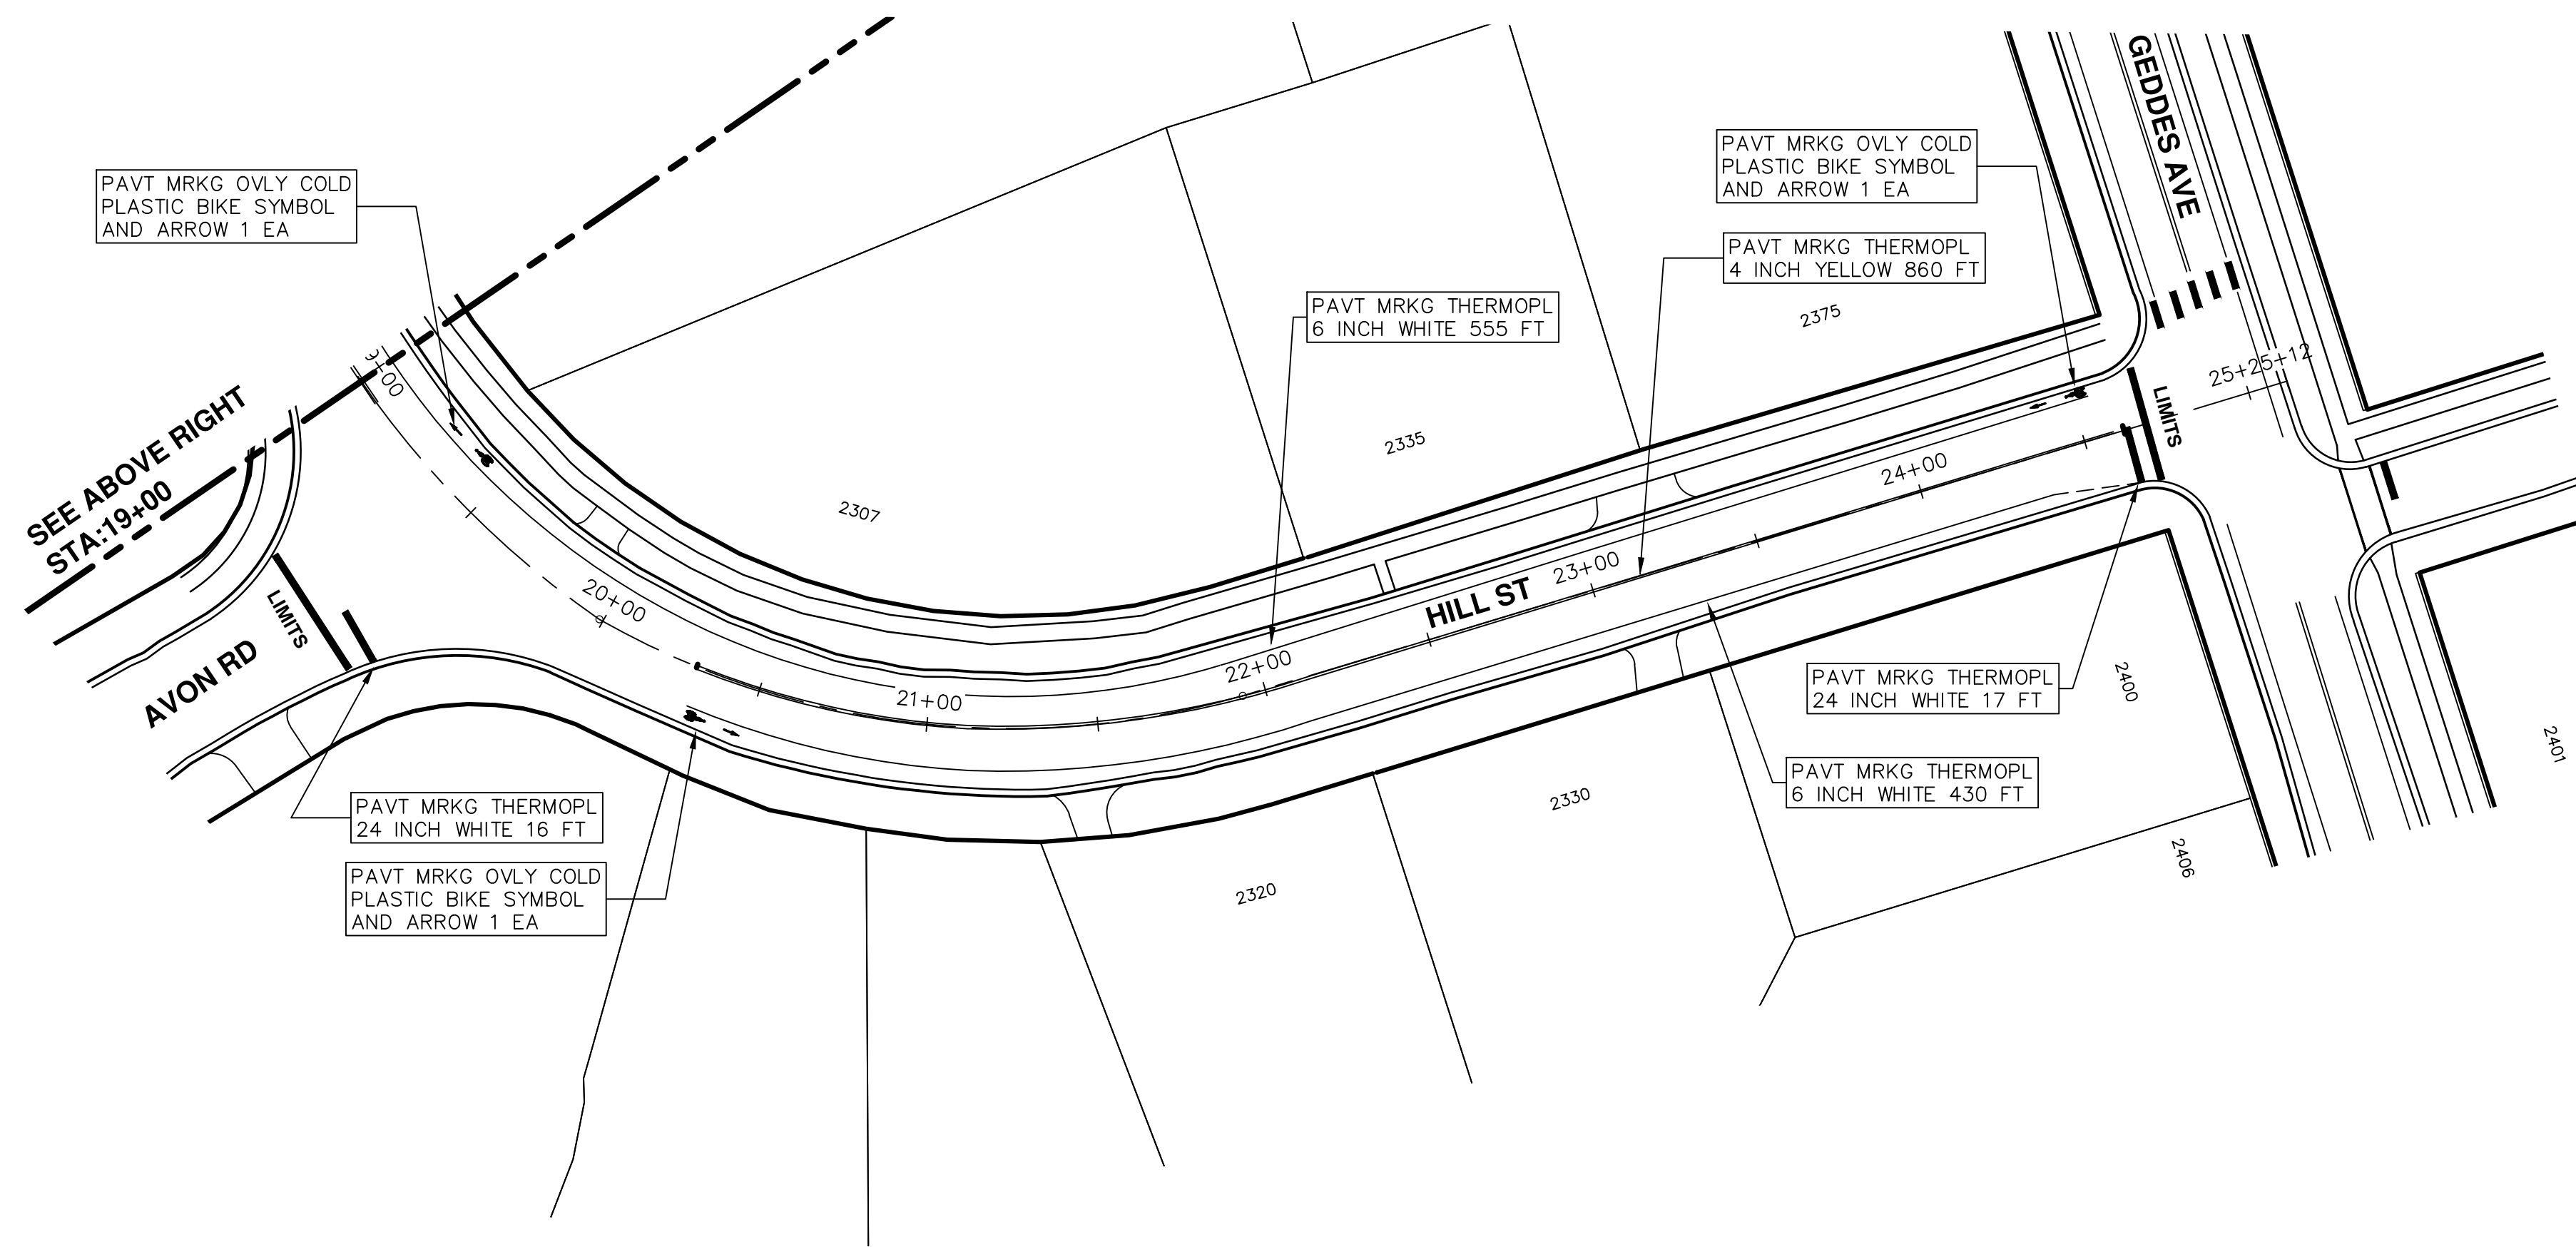 PAVT MRKG OVLY COLD
PLASTIC BIKE SYMBOL
AND ARROW 1 EA
PAVT MRKG OVLY COLD
PLASTIC BIKE SYMBOL
AND ARROW 1 EA
GEDDES AVE
PAVT MRKG THERMOPL
4 INCH YELLOW 860 FT
PAVT MRKG THERMOPL
6 INCH WHITE 555 FT
2375
9+00
25+25+12
LIMITS
SEE ABOVE RIGHT
STA:19+00
2335
24+00
2307
23+00
HILL ST
20+00
LIMITS
22+00
AVON RD
21+00
PAVT MRKG THERMOPL
24 INCH WHITE 17 FT
2400
2401
PAVT MRKG THERMOPL
6 INCH WHITE 430 FT
2330
PAVT MRKG THERMOPL
24 INCH WHITE 16 FT
2406
PAVT MRKG OVLY COLD
PLASTIC BIKE SYMBOL
AND ARROW 1 EA
2320